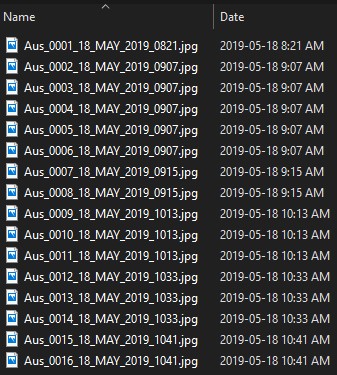 Name Date
Aus_0001_18_MAY_2019_0821.jpg 2019-05-18 8:21 AM
Aus_0002_18_MAY_2019_0907.jpg 2019-05-18 9:07 AM
Aus_0003_18_MAY_2019_0907.jpg 2019-05-18 9:07 AM
Aus_0004_18_MAY_2019_0907.jpg 2019-05-18 9:07 AM
Aus_0005_18_MAY_2019_0907.jpg 2019-05-18 9:07 AM
Aus_0006_18_MAY_2019_0907.jpg 2019-05-18 9:07 AM
Aus_0007_18_MAY_2019_0915.jpg 2019-05-18 9:15 AM
Aus_0008_18_MAY_2019_0915.jpg 2019-05-18 9:15 AM
Aus_0009_18_MAY_2019_1013.jpg 2019-05-18 10:13 AM
Aus_0010_18_MAY_2019_1013.jpg 2019-05-18 10:13 AM
Aus_0011_18_MAY_2019_1013.jpg 2019-05-18 10:13 AM
Aus_0012_18_MAY_2019_1033.jpg 2019-05-18 10:33 AM
Aus_0013_18_MAY_2019_1033.jpg 2019-05-18 10:33 AM
Aus_0014_18_MAY_2019_1033.jpg 2019-05-18 10:33 AM
Aus_0015_18_MAY_2019_1041.jpg 2019-05-18 10:41 AM
Aus_0016_18_MAY_2019_1041.jpg 2019-05-18 10:41 AM